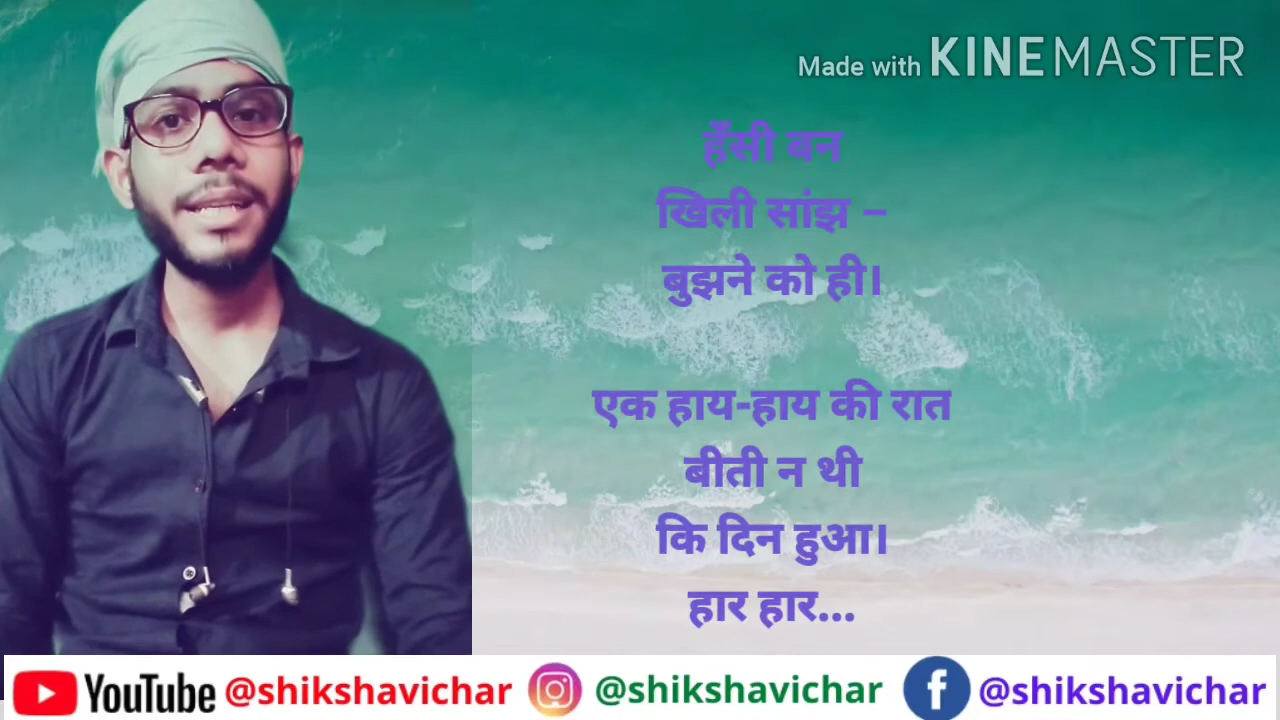 Made with KINEMASTER
हँसी बन
खिली सांझ –
बुझने को ही।
एक हाय-हाय की रात
बीती न थी
कि दिन हुआ।
हार हार...
YouTube @shikshavichar @shikshavichar @shikshavichar